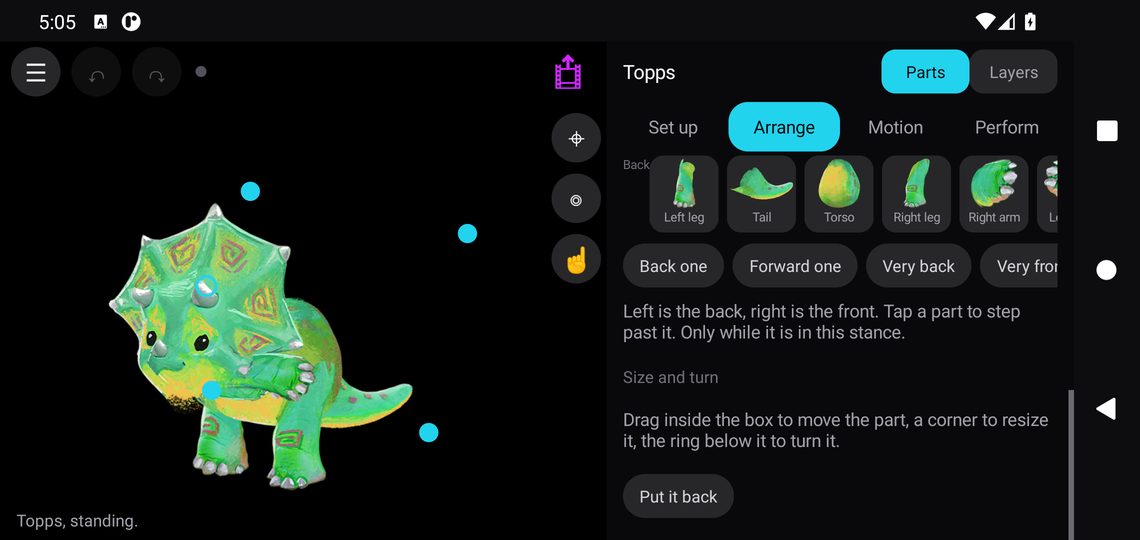 5:05
Topps
Parts
Layers
Set up
Arrange
Motion
Perform
Back
Left leg
Tail
Torso
Right leg
Right arm
Back one
Forward one
Very back
Left is the back, right is the front. Tap a part to step
past it. Only while it is in this stance.
Size and turn
Drag inside the box to move the part, a corner to resize
it, the ring below it to turn it.
Put it back
Topps, standing.